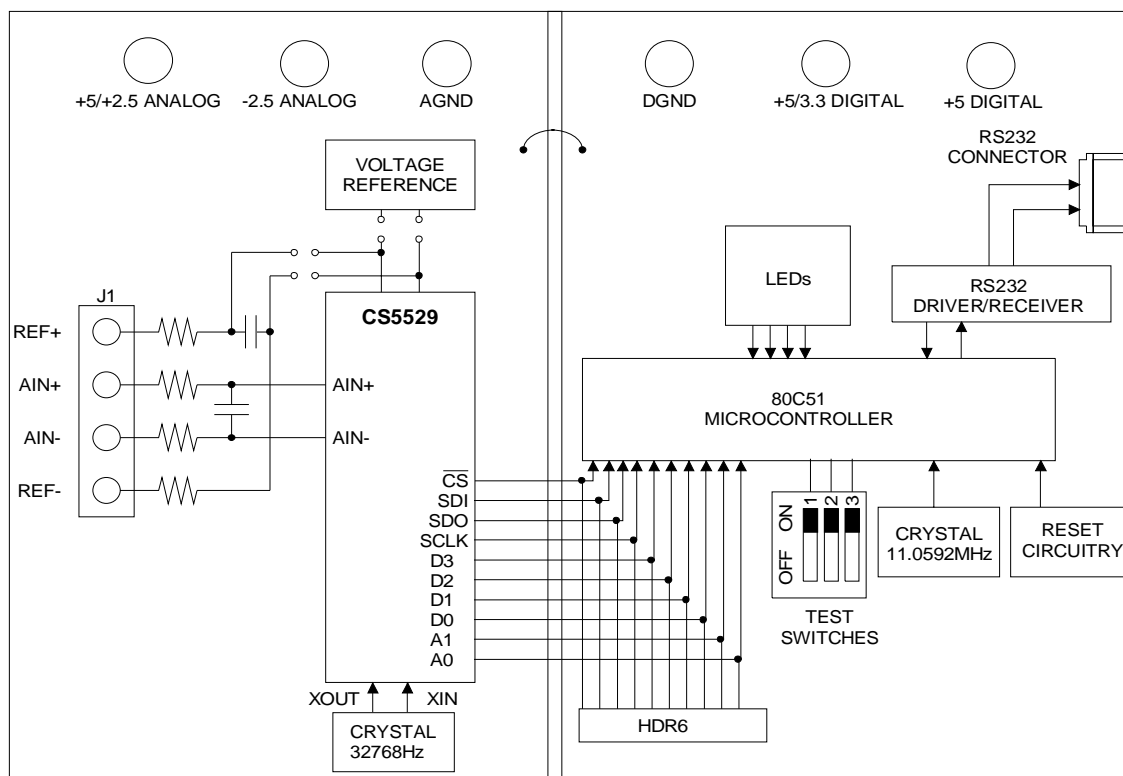 +5/+2.5 ANALOG
-2.5 ANALOG
AGND
DGND
+5/3.3 DIGITAL
+5 DIGITAL
RS232
CONNECTOR
VOLTAGE
REFERENCE
LEDs
RS232
DRIVER/RECEIVER
J1
REF+
AIN+
AIN-
REF-
CS5529
AIN+
AIN-
CS
SDI
SDO
SCLK
D3
D2
D1
D0
A1
A0
XOUT
XIN
CRYSTAL
32768Hz
80C51
MICROCONTROLLER
ON
OFF
1
2
3
TEST
SWITCHES
CRYSTAL
11.0592MHz
RESET
CIRCUITRY
HDR6